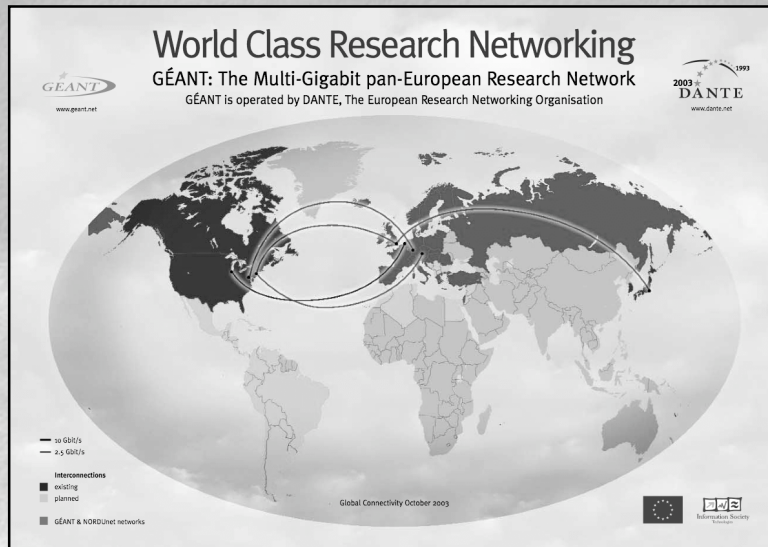 World Class Research Networking
GÉANT: The Multi-Gigabit pan-European Research Network
GÉANT is operated by DANTE, The European Research Networking Organisation
GÉANT
www.geant.net
1993
2003
DANTE
www.dante.net
10 Gbit/s
2.5 Gbit/s
Interconnections
existing
planned
GÉANT & NORDUnet networks
Global Connectivity October 2003
Information Society
Technologies